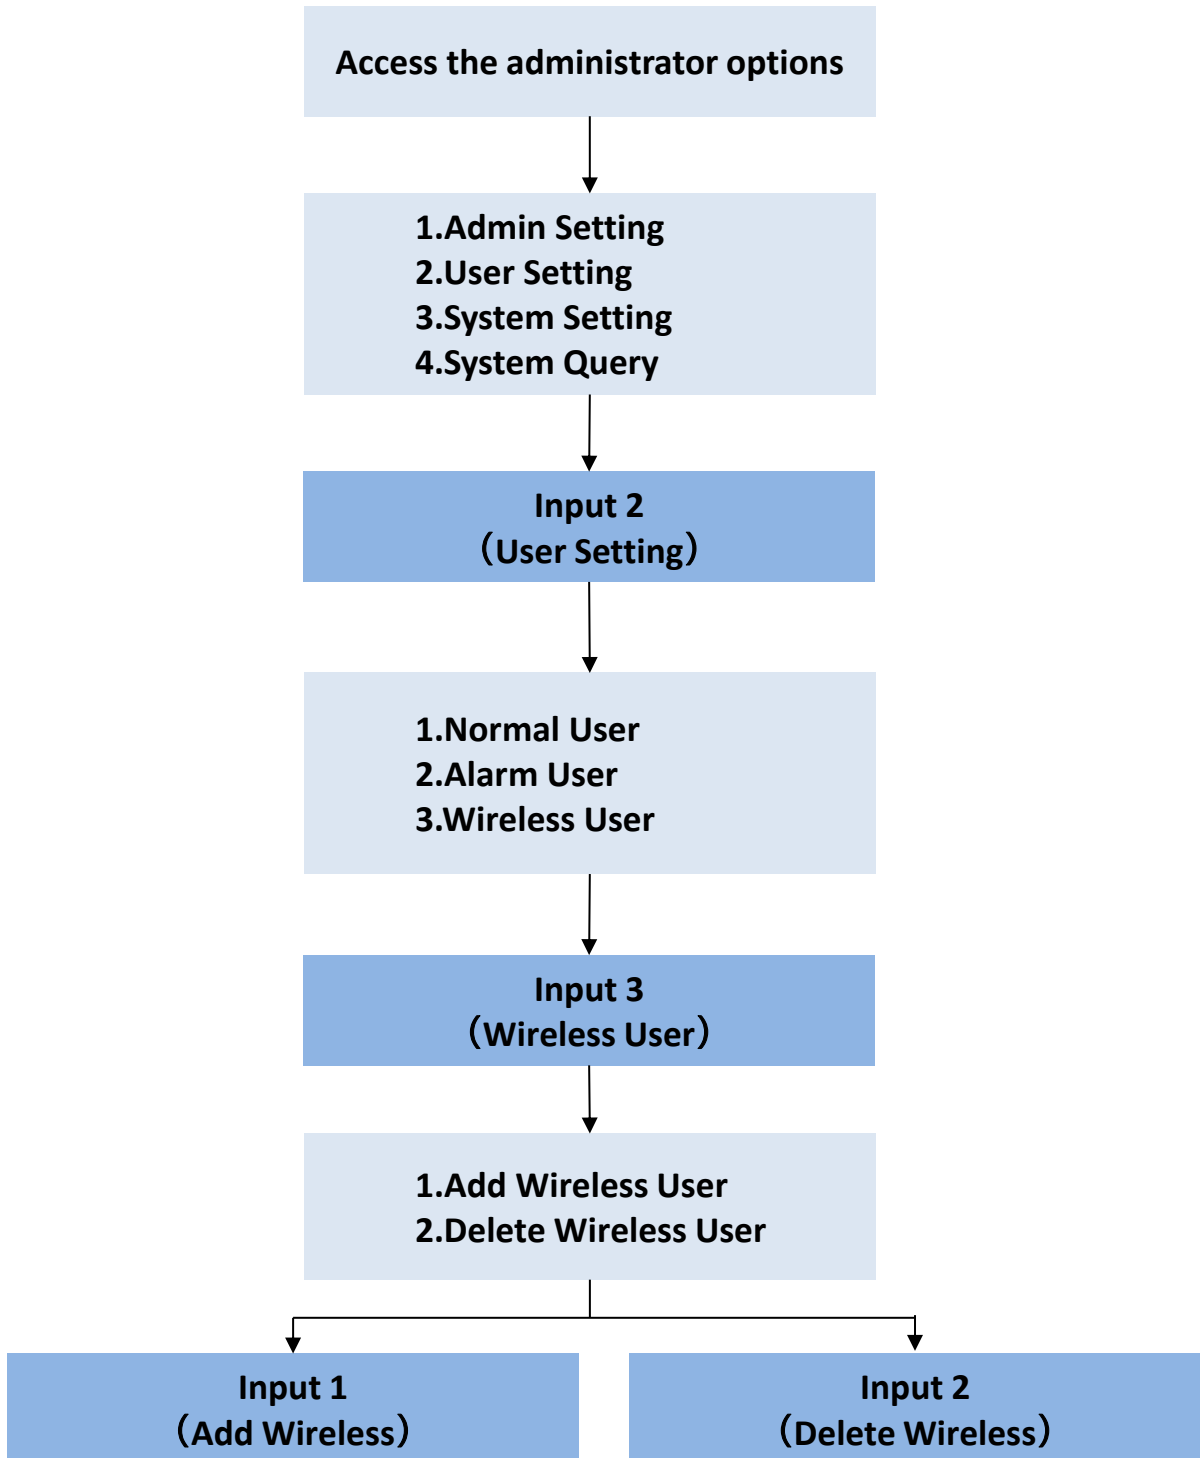 Access the administrator options
1.Admin Setting
2.User Setting
3.System Setting
4.System Query
Input 2
（User Setting）
1.Normal User
2.Alarm User
3.Wireless User
Input 3
（Wireless User）
1.Add Wireless User
2.Delete Wireless User
Input 1
（Add Wireless）
Input 2
（Delete Wireless）